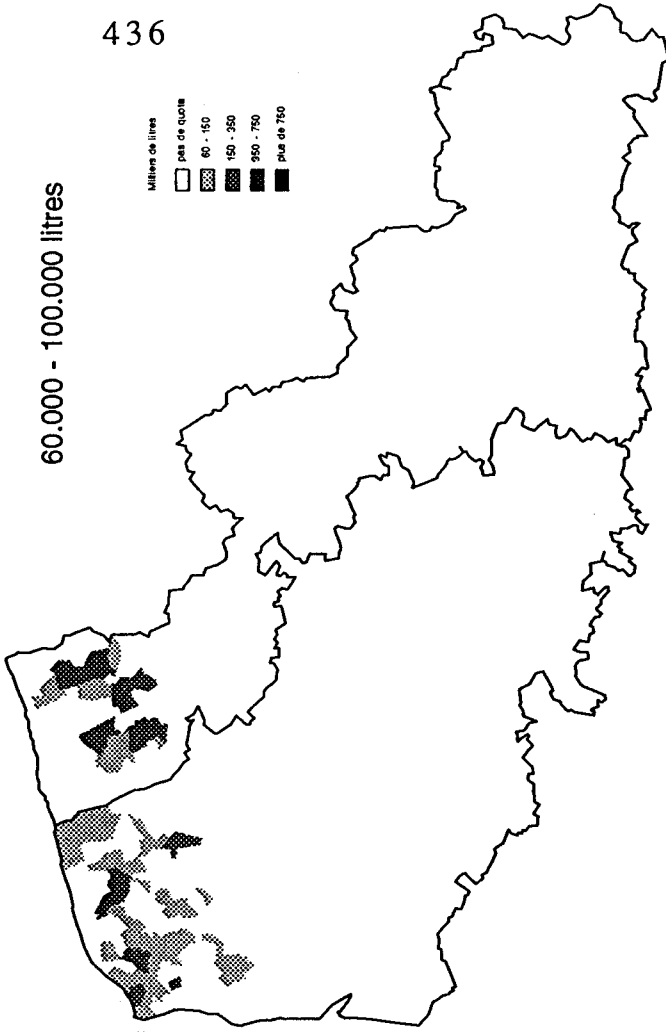 436
60.000 - 100.000 litres
Milliers de litres
pas de quota
60 - 150
150 - 350
350 - 750
plus de 750